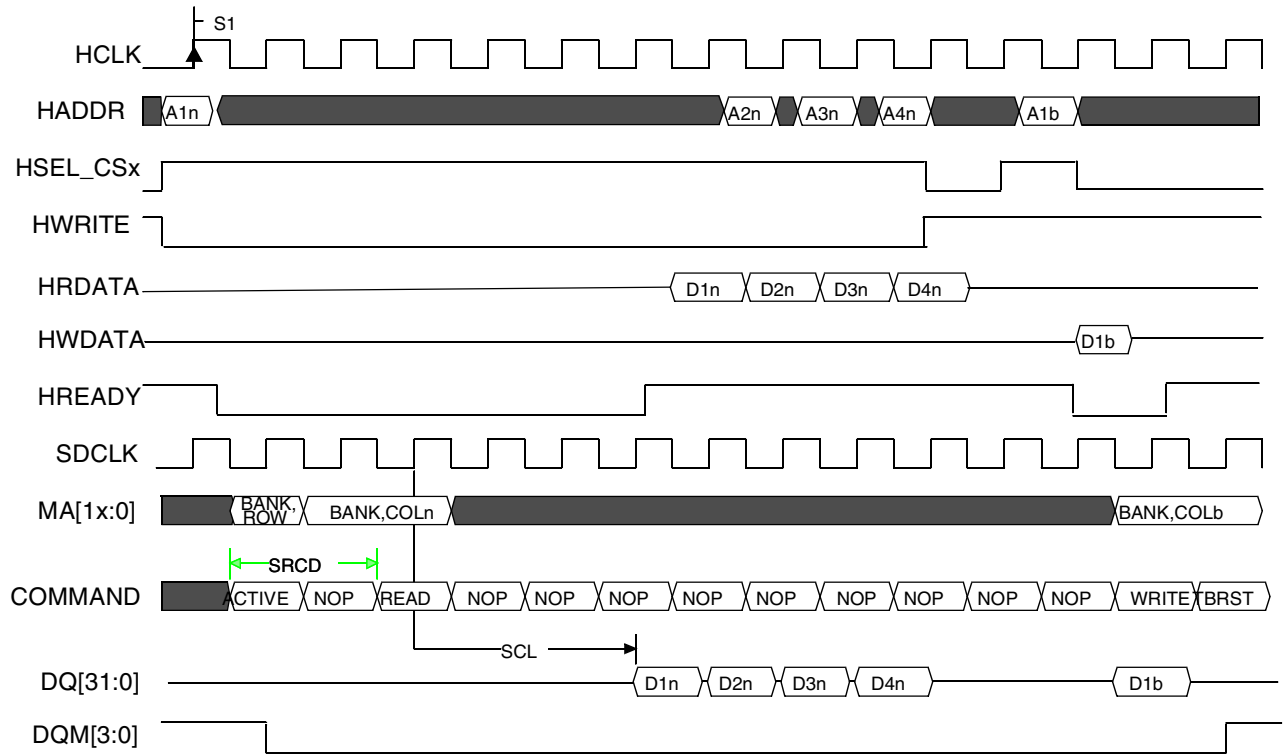 S1
HCLK
HADDR A1n A2n A3n A4n A1b
HSEL_CSx
HWRITE
HRDATA D1n D2n D3n D4n
HWDATA D1b
HREADY
SDCLK
MA[1x:0] BANK, ROW BANK,COLn BANK,COLb
SRCD
COMMAND ACTIVE NOP READ NOP NOP NOP NOP NOP NOP NOP NOP NOP WRITE TBRST
SCL
DQ[31:0] D1n D2n D3n D4n D1b
DQM[3:0]